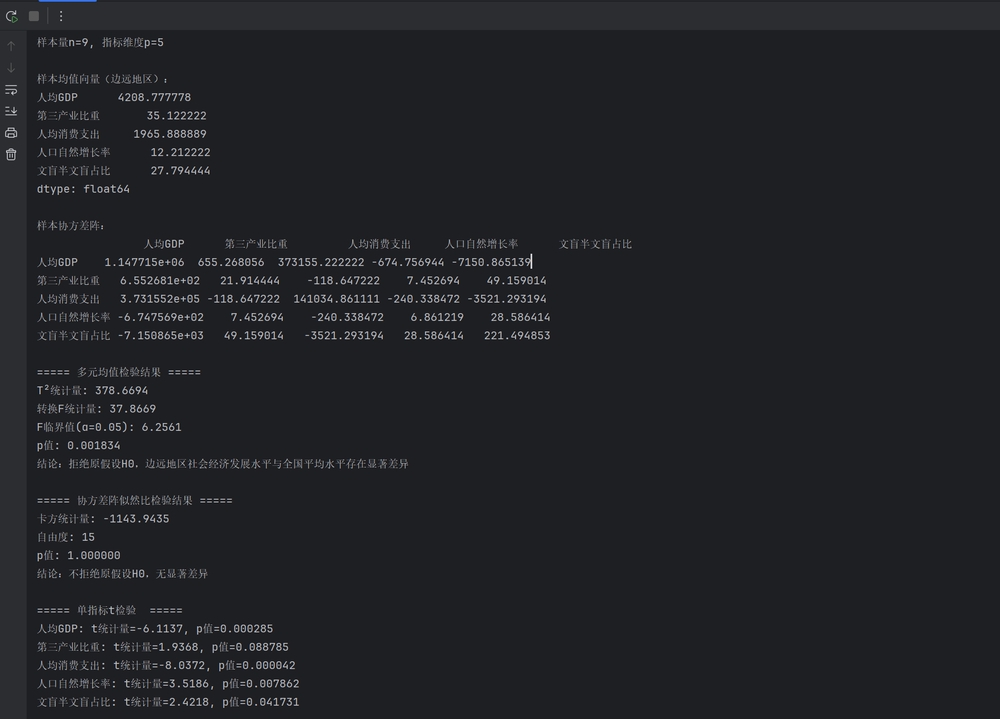 样本量n=9, 指标维度p=5
样本均值向量（边远地区）:
人均GDP      4208.777778
第三产业比重       35.122222
人均消费支出     1965.888889
人口自然增长率      12.212222
文盲半文盲占比      27.794444
dtype: float64
样本协方差阵:
人均GDP      第三产业比重         人均消费支出     人口自然增长率      文盲半文盲占比
人均GDP    1.147715e+06  655.268056  373155.222222 -674.756944 -7150.865139
第三产业比重   6.552681e+02   21.914444    -118.647222    7.452694    49.159014
人均消费支出   3.731552e+05 -118.647222  141034.861111 -240.338472 -3521.293194
人口自然增长率 -6.747569e+02    7.452694    -240.338472    6.861219    28.586414
文盲半文盲占比 -7.150865e+03   49.159014   -3521.293194   28.586414   221.494853
===== 多元均值检验结果 =====
T²统计量: 378.6694
转换F统计量: 37.8669
F临界值(α=0.05): 6.2561
p值: 0.001834
结论: 拒绝原假设H0，边远地区社会经济发展水平与全国平均水平存在显著差异
===== 协方差阵似然比检验结果 =====
卡方统计量: -1143.9435
自由度: 15
p值: 1.000000
结论: 不拒绝原假设H0，无显著差异
===== 单指标t检验  =====
人均GDP: t统计量=-6.1137, p值=0.000285
第三产业比重: t统计量=1.9368, p值=0.088785
人均消费支出: t统计量=-8.0372, p值=0.000042
人口自然增长率: t统计量=3.5186, p值=0.007862
文盲半文盲占比: t统计量=2.4218, p值=0.041731